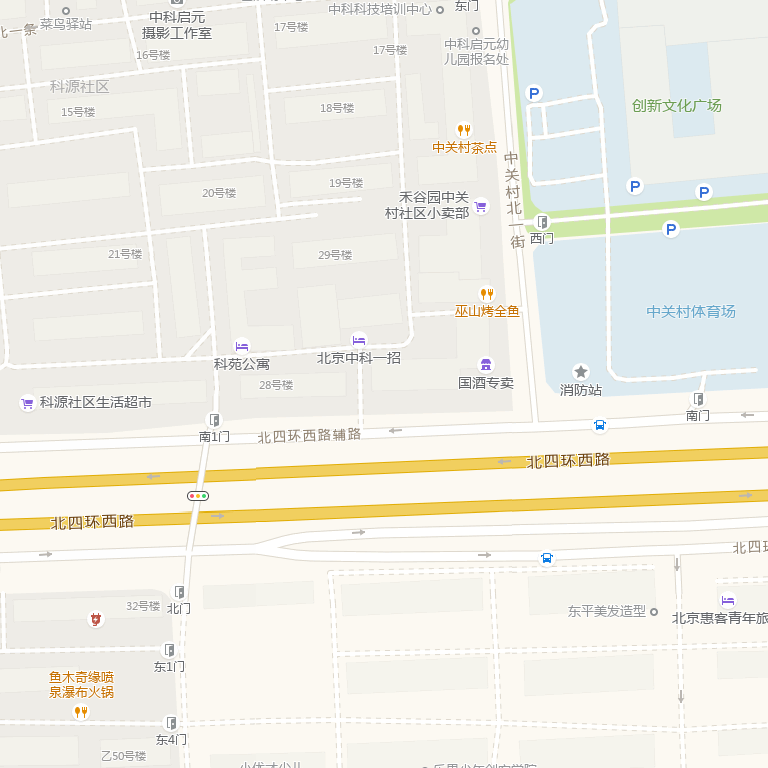 中科科技培训中心
东门
北一条
菜鸟驿站
中科启元
摄影工作室
17号楼
17号楼
中科启元幼
儿园报名处
16号楼
科源社区
15号楼
18号楼
创新文化广场
P
中关村茶点
中关村北一街
19号楼
20号楼
P
P
禾谷园中关
村社区小卖部
西门
P
21号楼
29号楼
巫山烤全鱼
中关村体育场
科苑公寓
北京中科一招
28号楼
国酒专卖
消防站
科源社区生活超市
南门
南1门
北四环西路辅路
北四环西路
北四环西路
北四环
32号楼
北门
东平美发造型
北京惠客青年旅
东1门
鱼木奇缘喷
泉瀑布火锅
东4门
乙50号楼